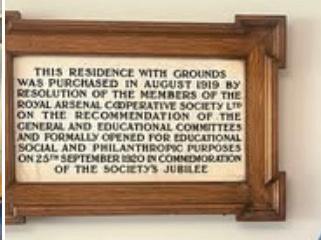 THIS RESIDENCE WITH GROUNDS
WAS PURCHASED IN AUGUST 1919 BY
RESOLUTION OF THE MEMBERS OF THE
ROYAL ARSENAL COOPERATIVE SOCIETY LTD
ON THE RECOMMENDATION OF THE
GENERAL AND EDUCATIONAL COMMITTEES
AND FORMALLY OPENED FOR EDUCATIONAL
SOCIAL AND PHILANTHROPIC PURPOSES
ON 25TH SEPTEMBER 1920 IN COMMEMORATION
OF THE SOCIETY'S JUBILEE